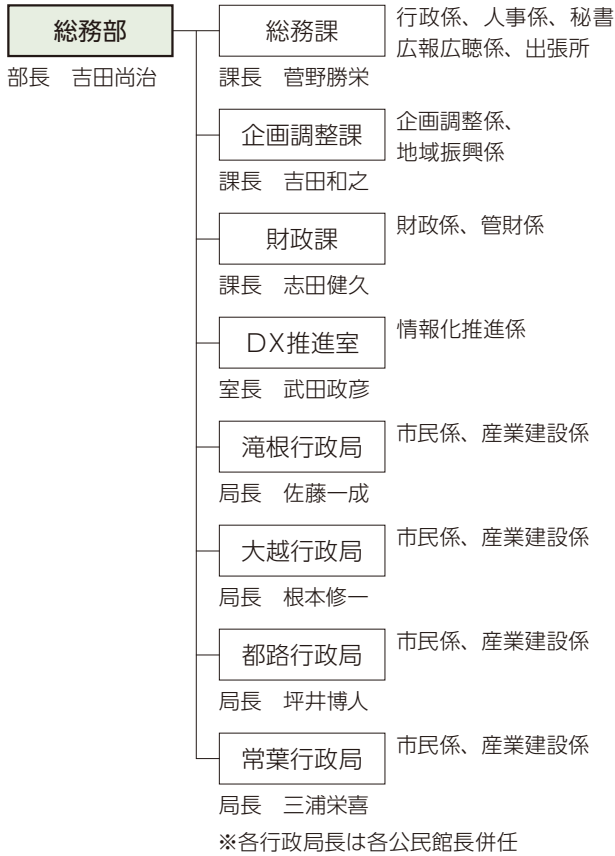 総務部
部長　吉田尚治
総務課
課長　菅野勝栄
行政係、人事係、秘書
広報広聴係、出張所
企画調整課
課長　吉田和之
企画調整係、
地域振興係
財政課
課長　志田健久
財政係、管財係
DX推進室
室長　武田政彦
情報化推進係
滝根行政局
局長　佐藤一成
市民係、産業建設係
大越行政局
局長　根本修一
市民係、産業建設係
都路行政局
局長　坪井博人
市民係、産業建設係
常葉行政局
局長　三浦栄喜
市民係、産業建設係
※各行政局長は各公民館長併任